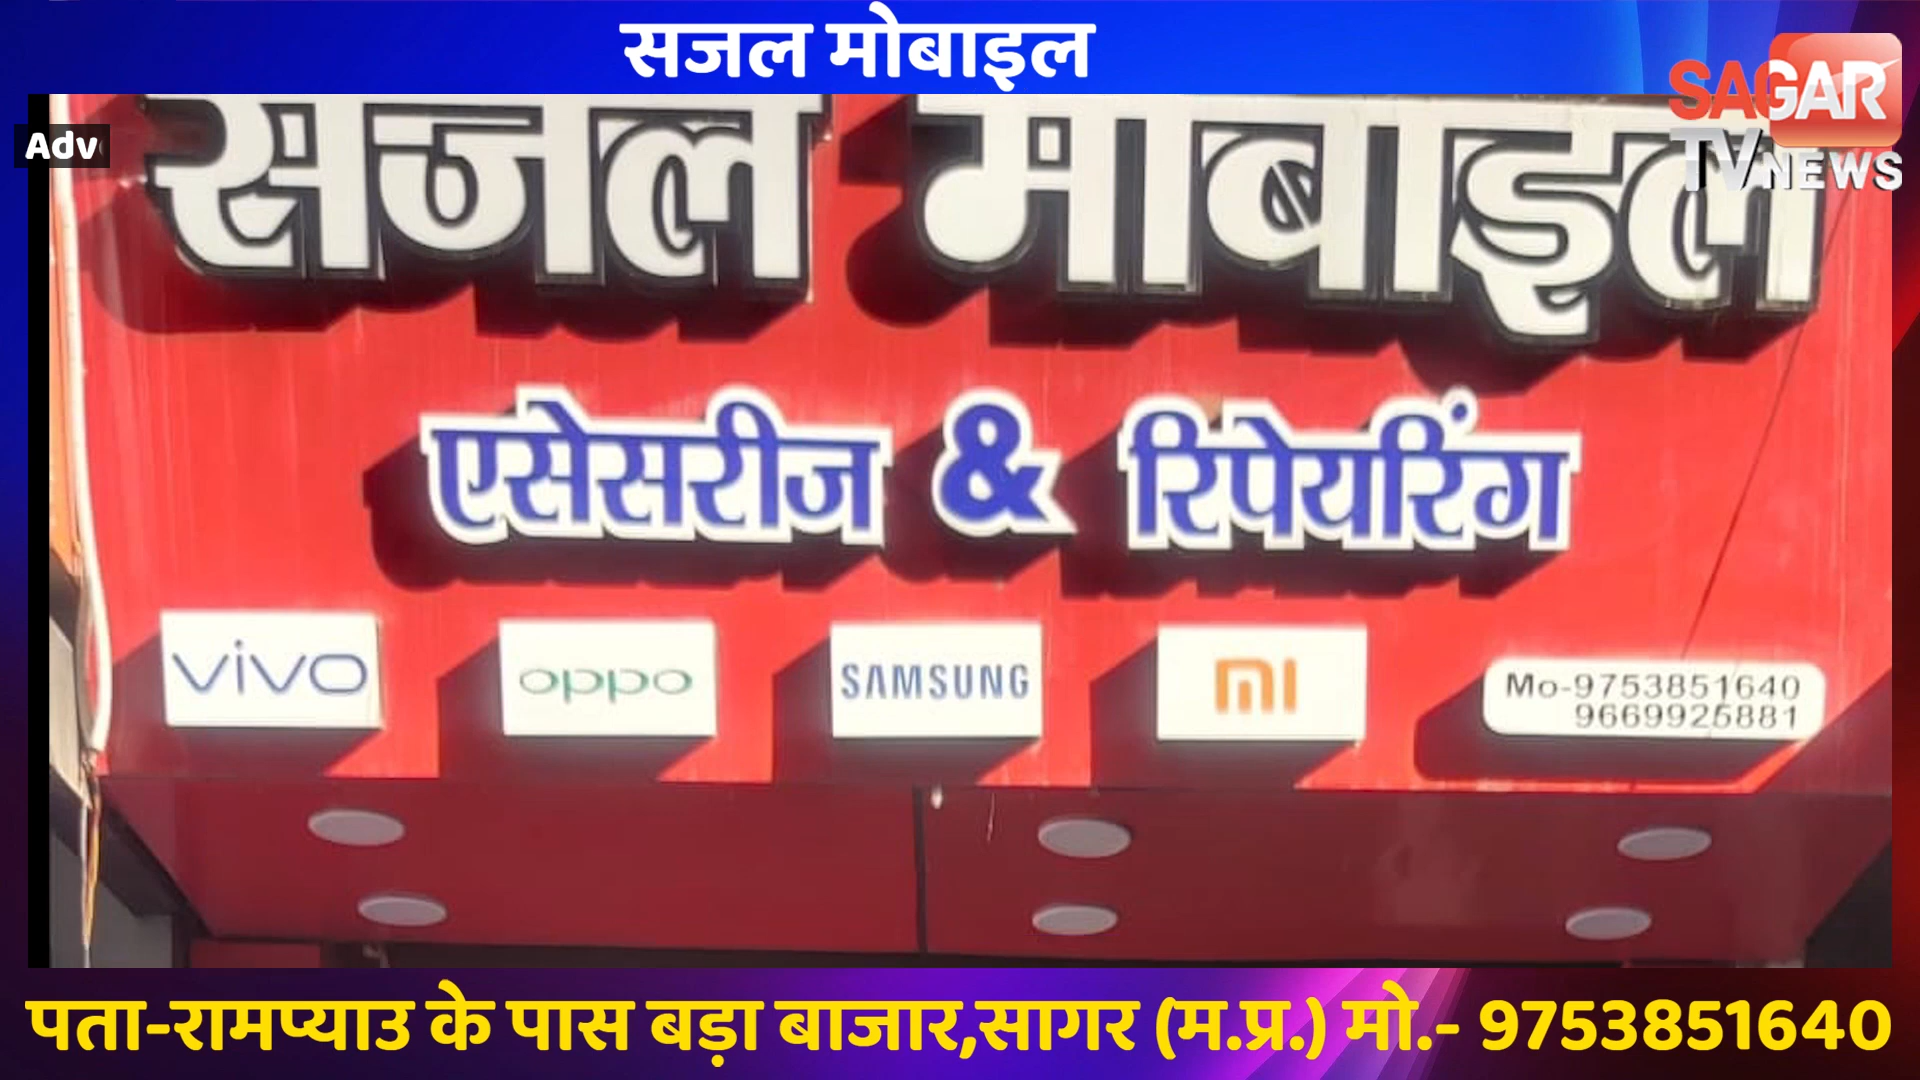 सजल मोबाइल
SAGAR
TV NEWS
Adv
सजल मोबाइल
एसेसरीज & रिपेयरिंग
vivo
oppo
SAMSUNG
mi
Mo-9753851640
9669925881
पता-रामप्याउ के पास बड़ा बाजार,सागर (म.प्र.) मो.- 9753851640